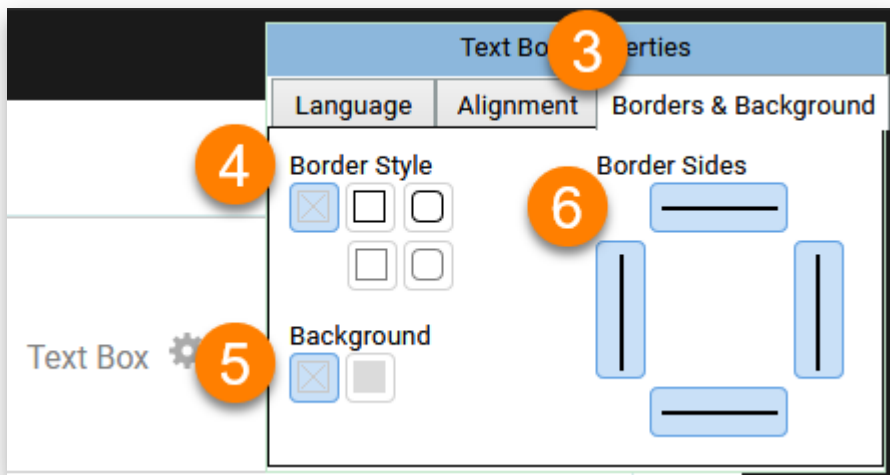 Text Bo 3 erties
Language Alignment Borders & Background
4 Border Style
6 Border Sides
5 Background
Text Box